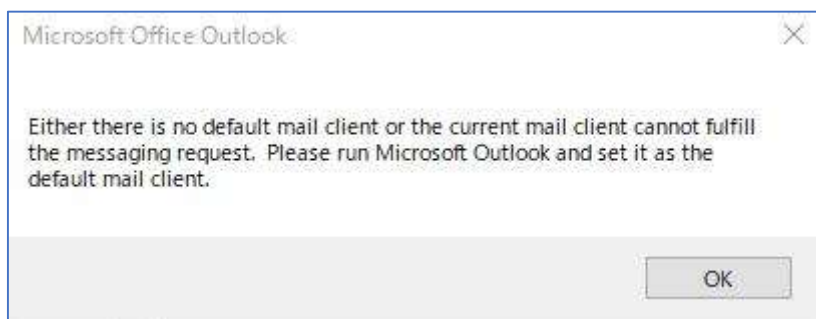 Microsoft Office Outlook
Either there is no default mail client or the current mail client cannot fulfill
the messaging request.  Please run Microsoft Outlook and set it as the
default mail client.
OK